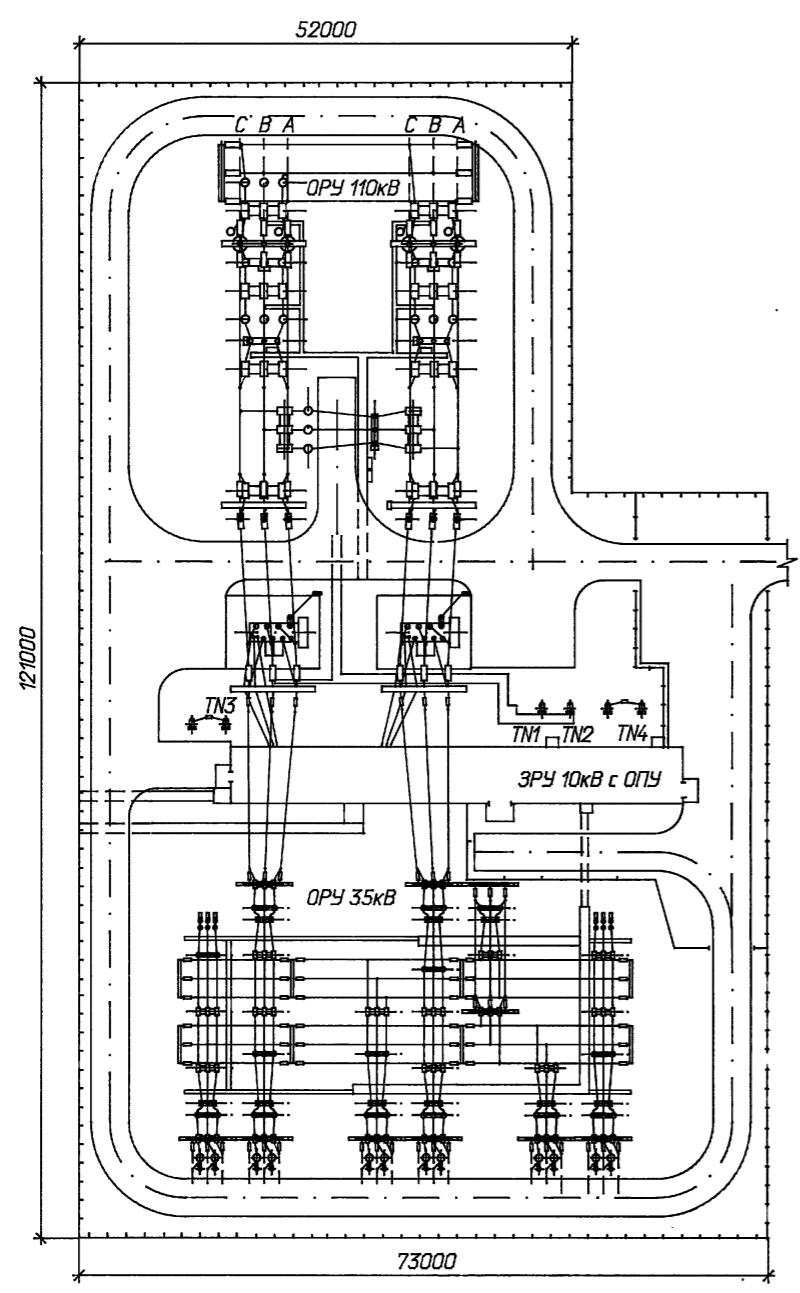 52000
C B A
C B A
ОРУ 110кВ
121000
TN3
TN1 TN2 TN4
ЗРУ 10кВ с ОПУ
ОРУ 35кВ
73000